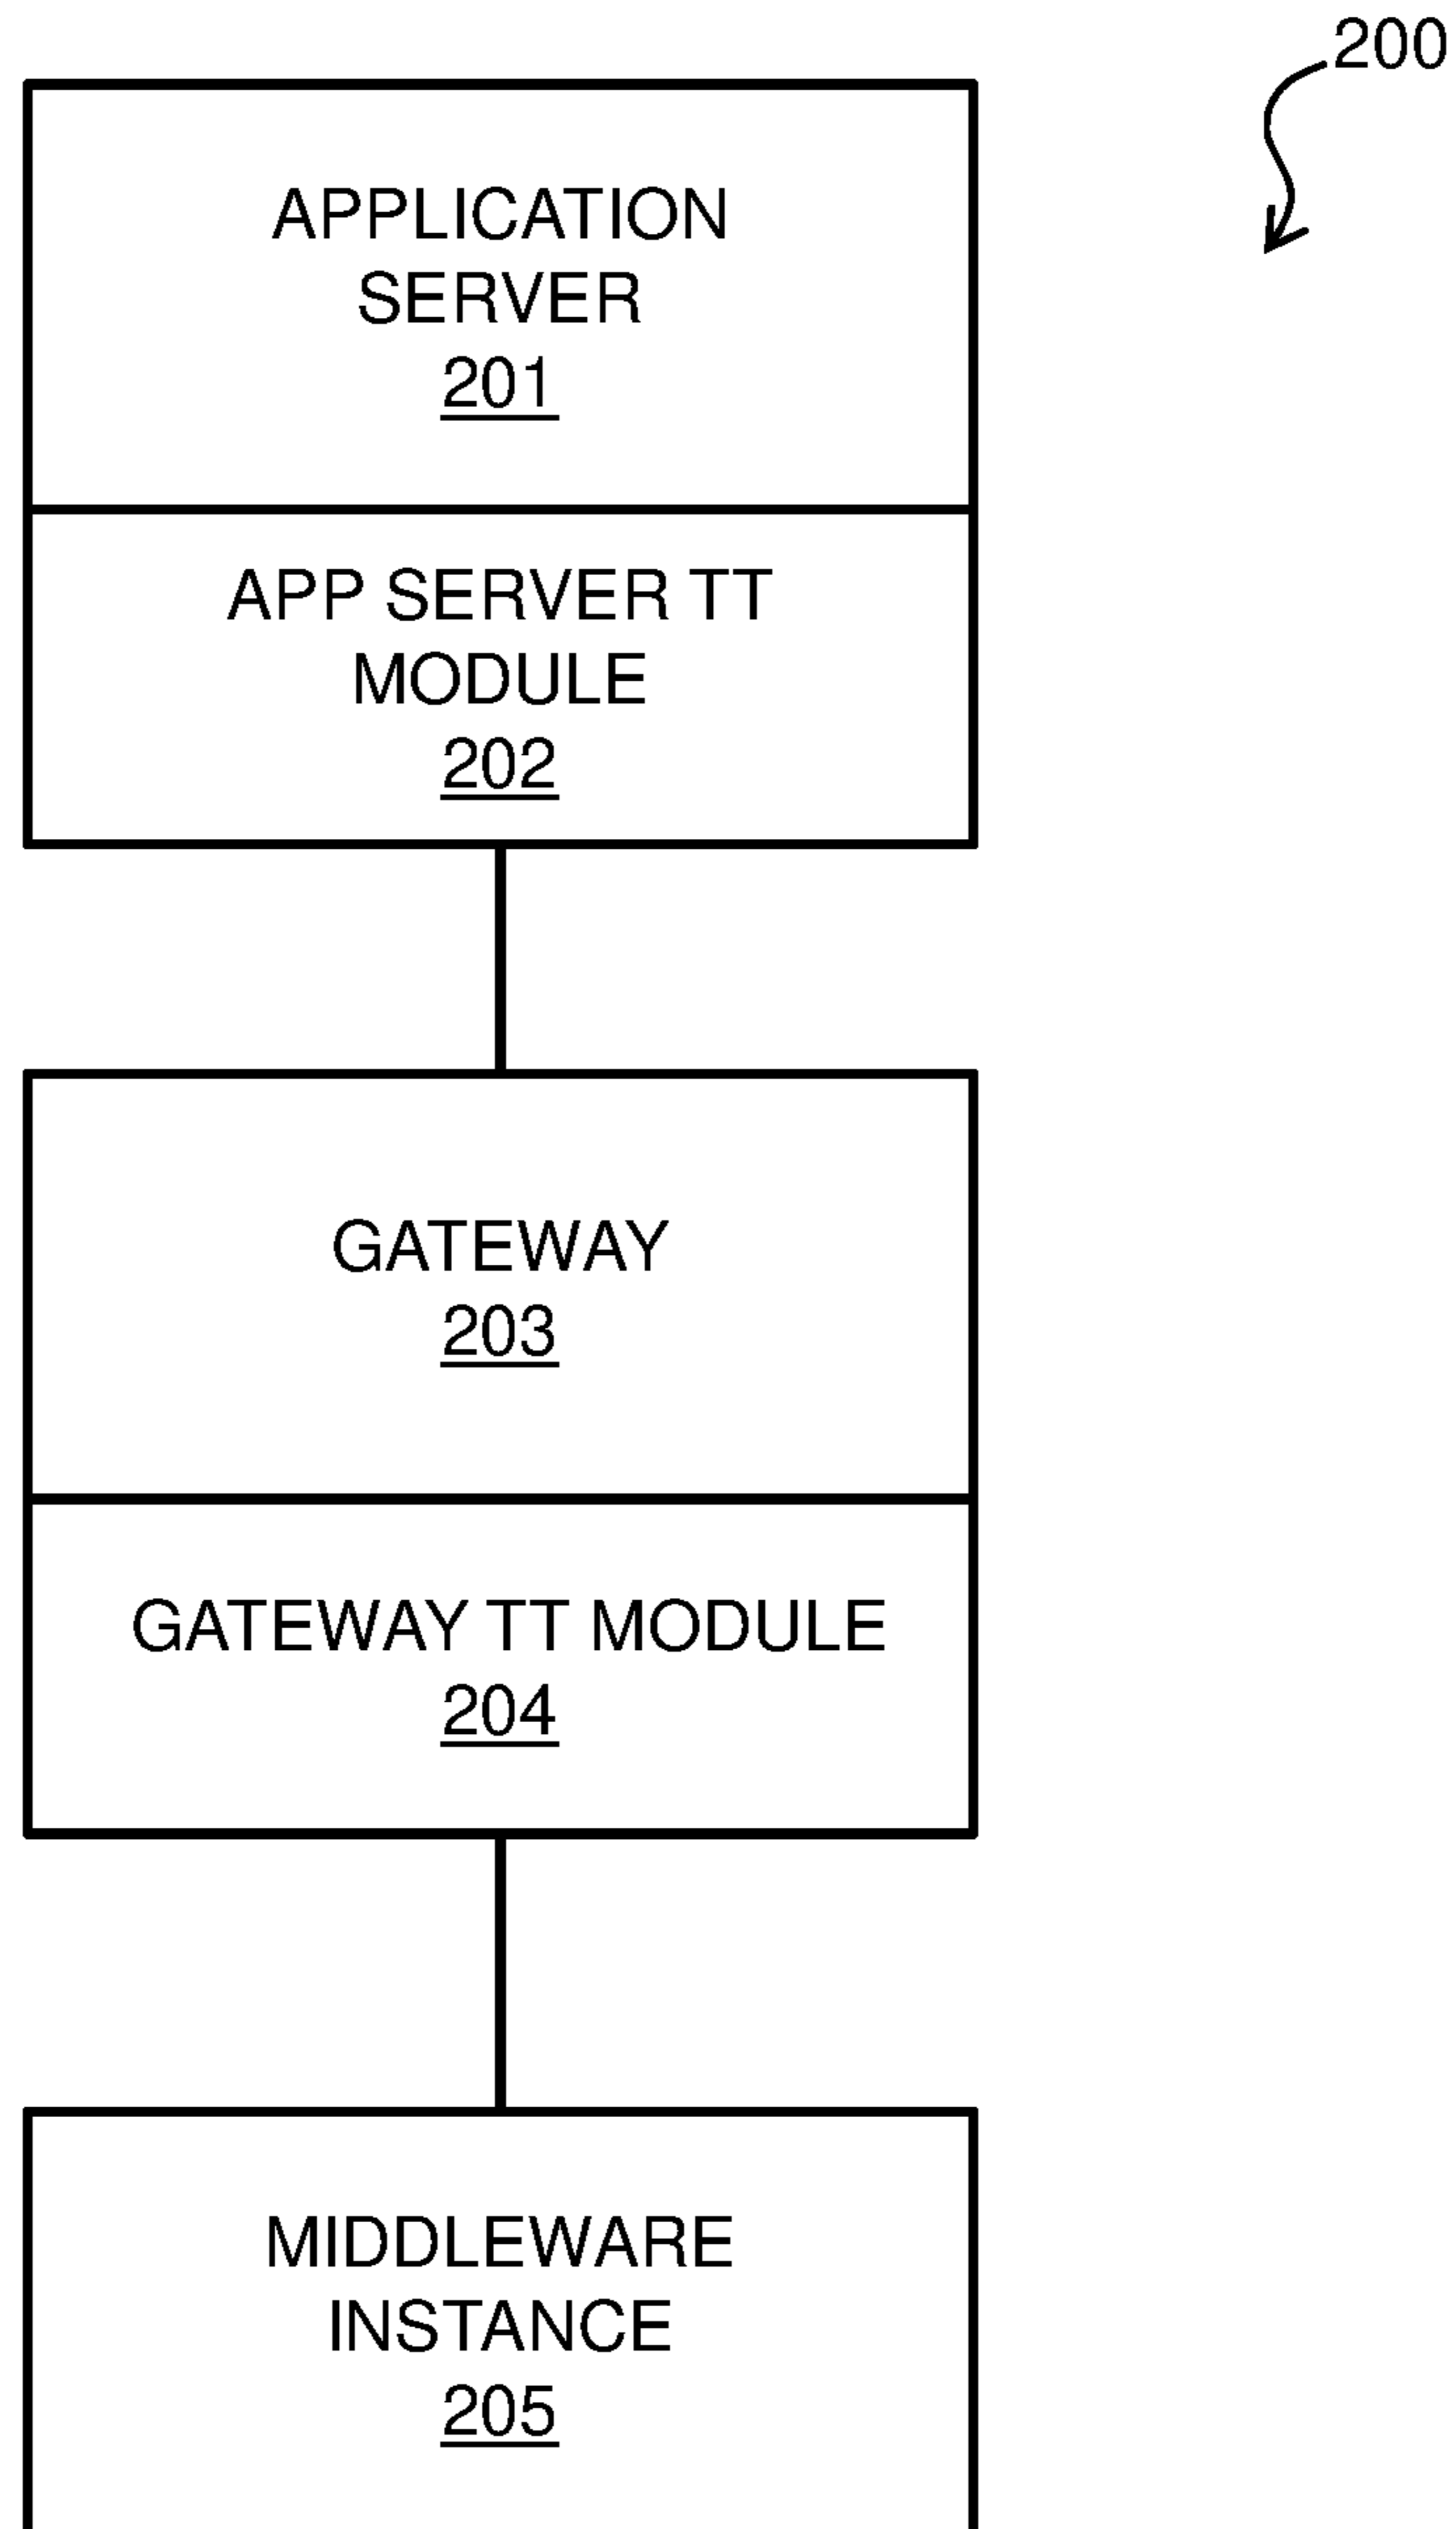 200
APPLICATION
SERVER
201
APP SERVER TT
MODULE
202
GATEWAY
203
GATEWAY TT MODULE
204
MIDDLEWARE
INSTANCE
205